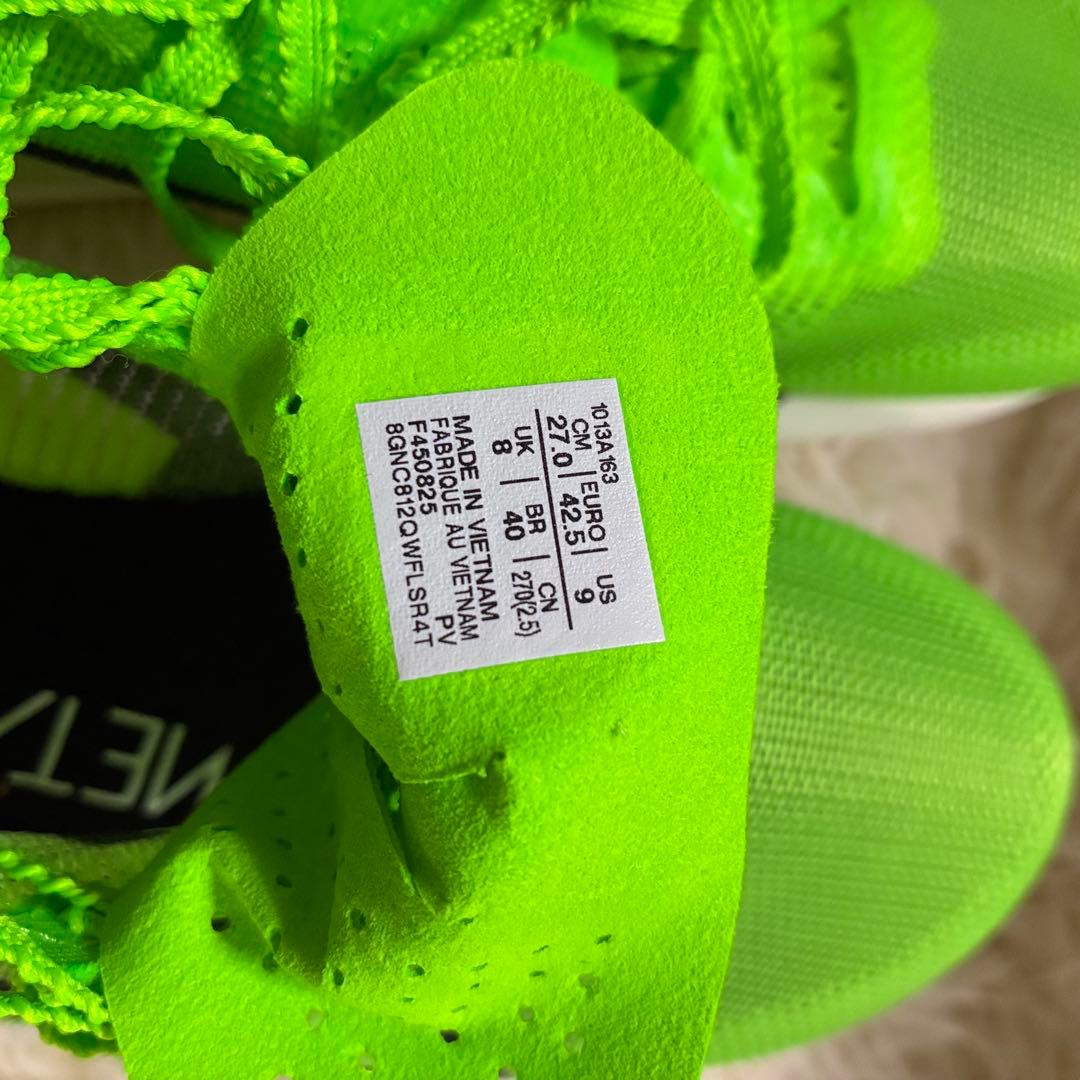 1013A163
CM | EURO | US
27.0 | 42.5 | 9
UK | BR | CN
8 | 40 | 270(2.5)
MADE IN VIETNAM
FABRIQUE AU VIETNAM
F450825 PV
8GNC812QWFLSR4T
NET